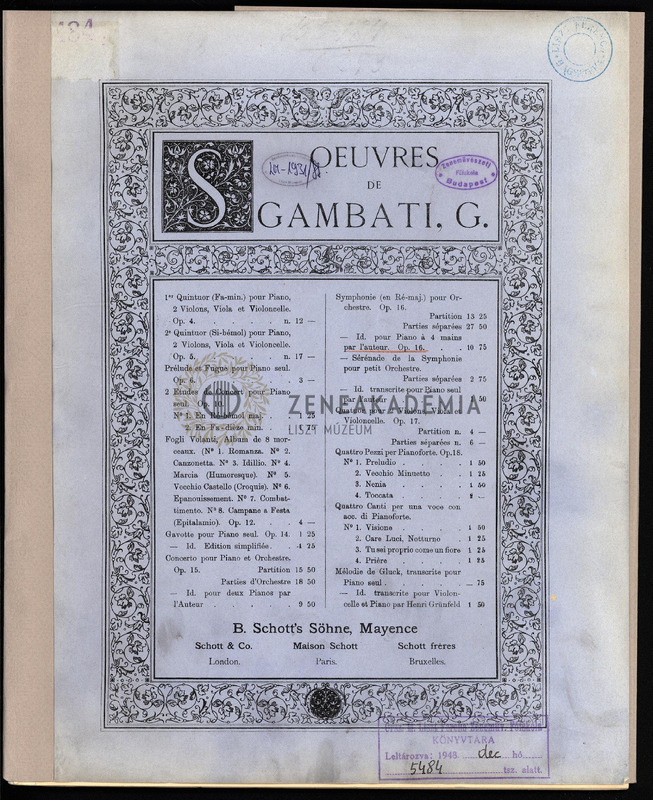 OEUVRES
DE
SGAMBATI, G.
LM-1931/81.
Zeneművészeti
Főiskola
Budapest
1er Quintuor (Fa-min.) pour Piano,
2 Violons, Viola et Violoncelle.
Op. 4. . . . . n. 12 —
2e Quintuor (Si-bémol) pour Piano,
2 Violons, Viola et Violoncelle.
Op. 5. . . . . n. 17 —
Prélude et Fugue pour Piano seul.
Op. 6. . . . . 3 —
2 Etudes de Concert pour Piano
seul. Op. 10.
No 1. En Ré-bémol maj. . 1 25
2. En Fa-dièze min. . . 1 75
Fogli Volanti, Album de 8 mor-
ceaux. (No 1. Romanza. No 2.
Canzonetta. No 3. Idillio. No 4.
Marcia (Humoresque). No 5.
Vecchio Castello (Croquis). No 6.
Epanouissement. No 7. Combat-
timento. No 8. Campane a Festa
(Epitalamio). Op. 12. . . 4 —
Gavotte pour Piano seul. Op. 14. 1 25
— Id. Edition simplifiée. . 1 25
Concerto pour Piano et Orchestre.
Op. 15. Partition 15 50
Parties d'Orchestre 18 50
— Id. pour deux Pianos par
l'Auteur . . . . . 9 50
Symphonie (en Ré-maj.) pour Or-
chestre. Op. 16.
Partition 13 25
Parties séparées 27 50
— Id. pour Piano à 4 mains
par l'auteur. Op. 16. . . 10 75
— Sérénade de la Symphonie
pour petit Orchestre.
Parties séparées 2 75
— Id. transcrite pour Piano seul
par l'auteur . . . . 1 50
Quatuor pour 2 Violons, Viola et
Violoncelle. Op. 17.
Partition n. 4 —
Parties séparées n. 6 —
Quattro Pezzi per Pianoforte. Op. 18.
No 1. Preludio . . . . 1 50
2. Vecchio Minuetto . . 1 25
3. Nenia . . . . 1 50
4. Toccata . . . . 2 —
Quattro Canti per una voce con
acc. di Pianoforte.
No 1. Visione . . . . 1 50
2. Care Luci, Notturno . 1 25
3. Tu sei proprio come un fiore 1 25
4. Prière . . . . 1 25
Mélodie de Gluck, transcrite pour
Piano seul . . . . — 75
— Id. transcrite pour Violon-
celle et Piano par Henri Grünfeld 1 50
ZENEAKADÉMIA
LISZT MÚZEUM
B. Schott's Söhne, Mayence
Schott & Co. Maison Schott Schott frères
London. Paris. Bruxelles.
KÖNYVTÁRA
Leltározva: 1948. dec hó
5484 tsz. alatt.